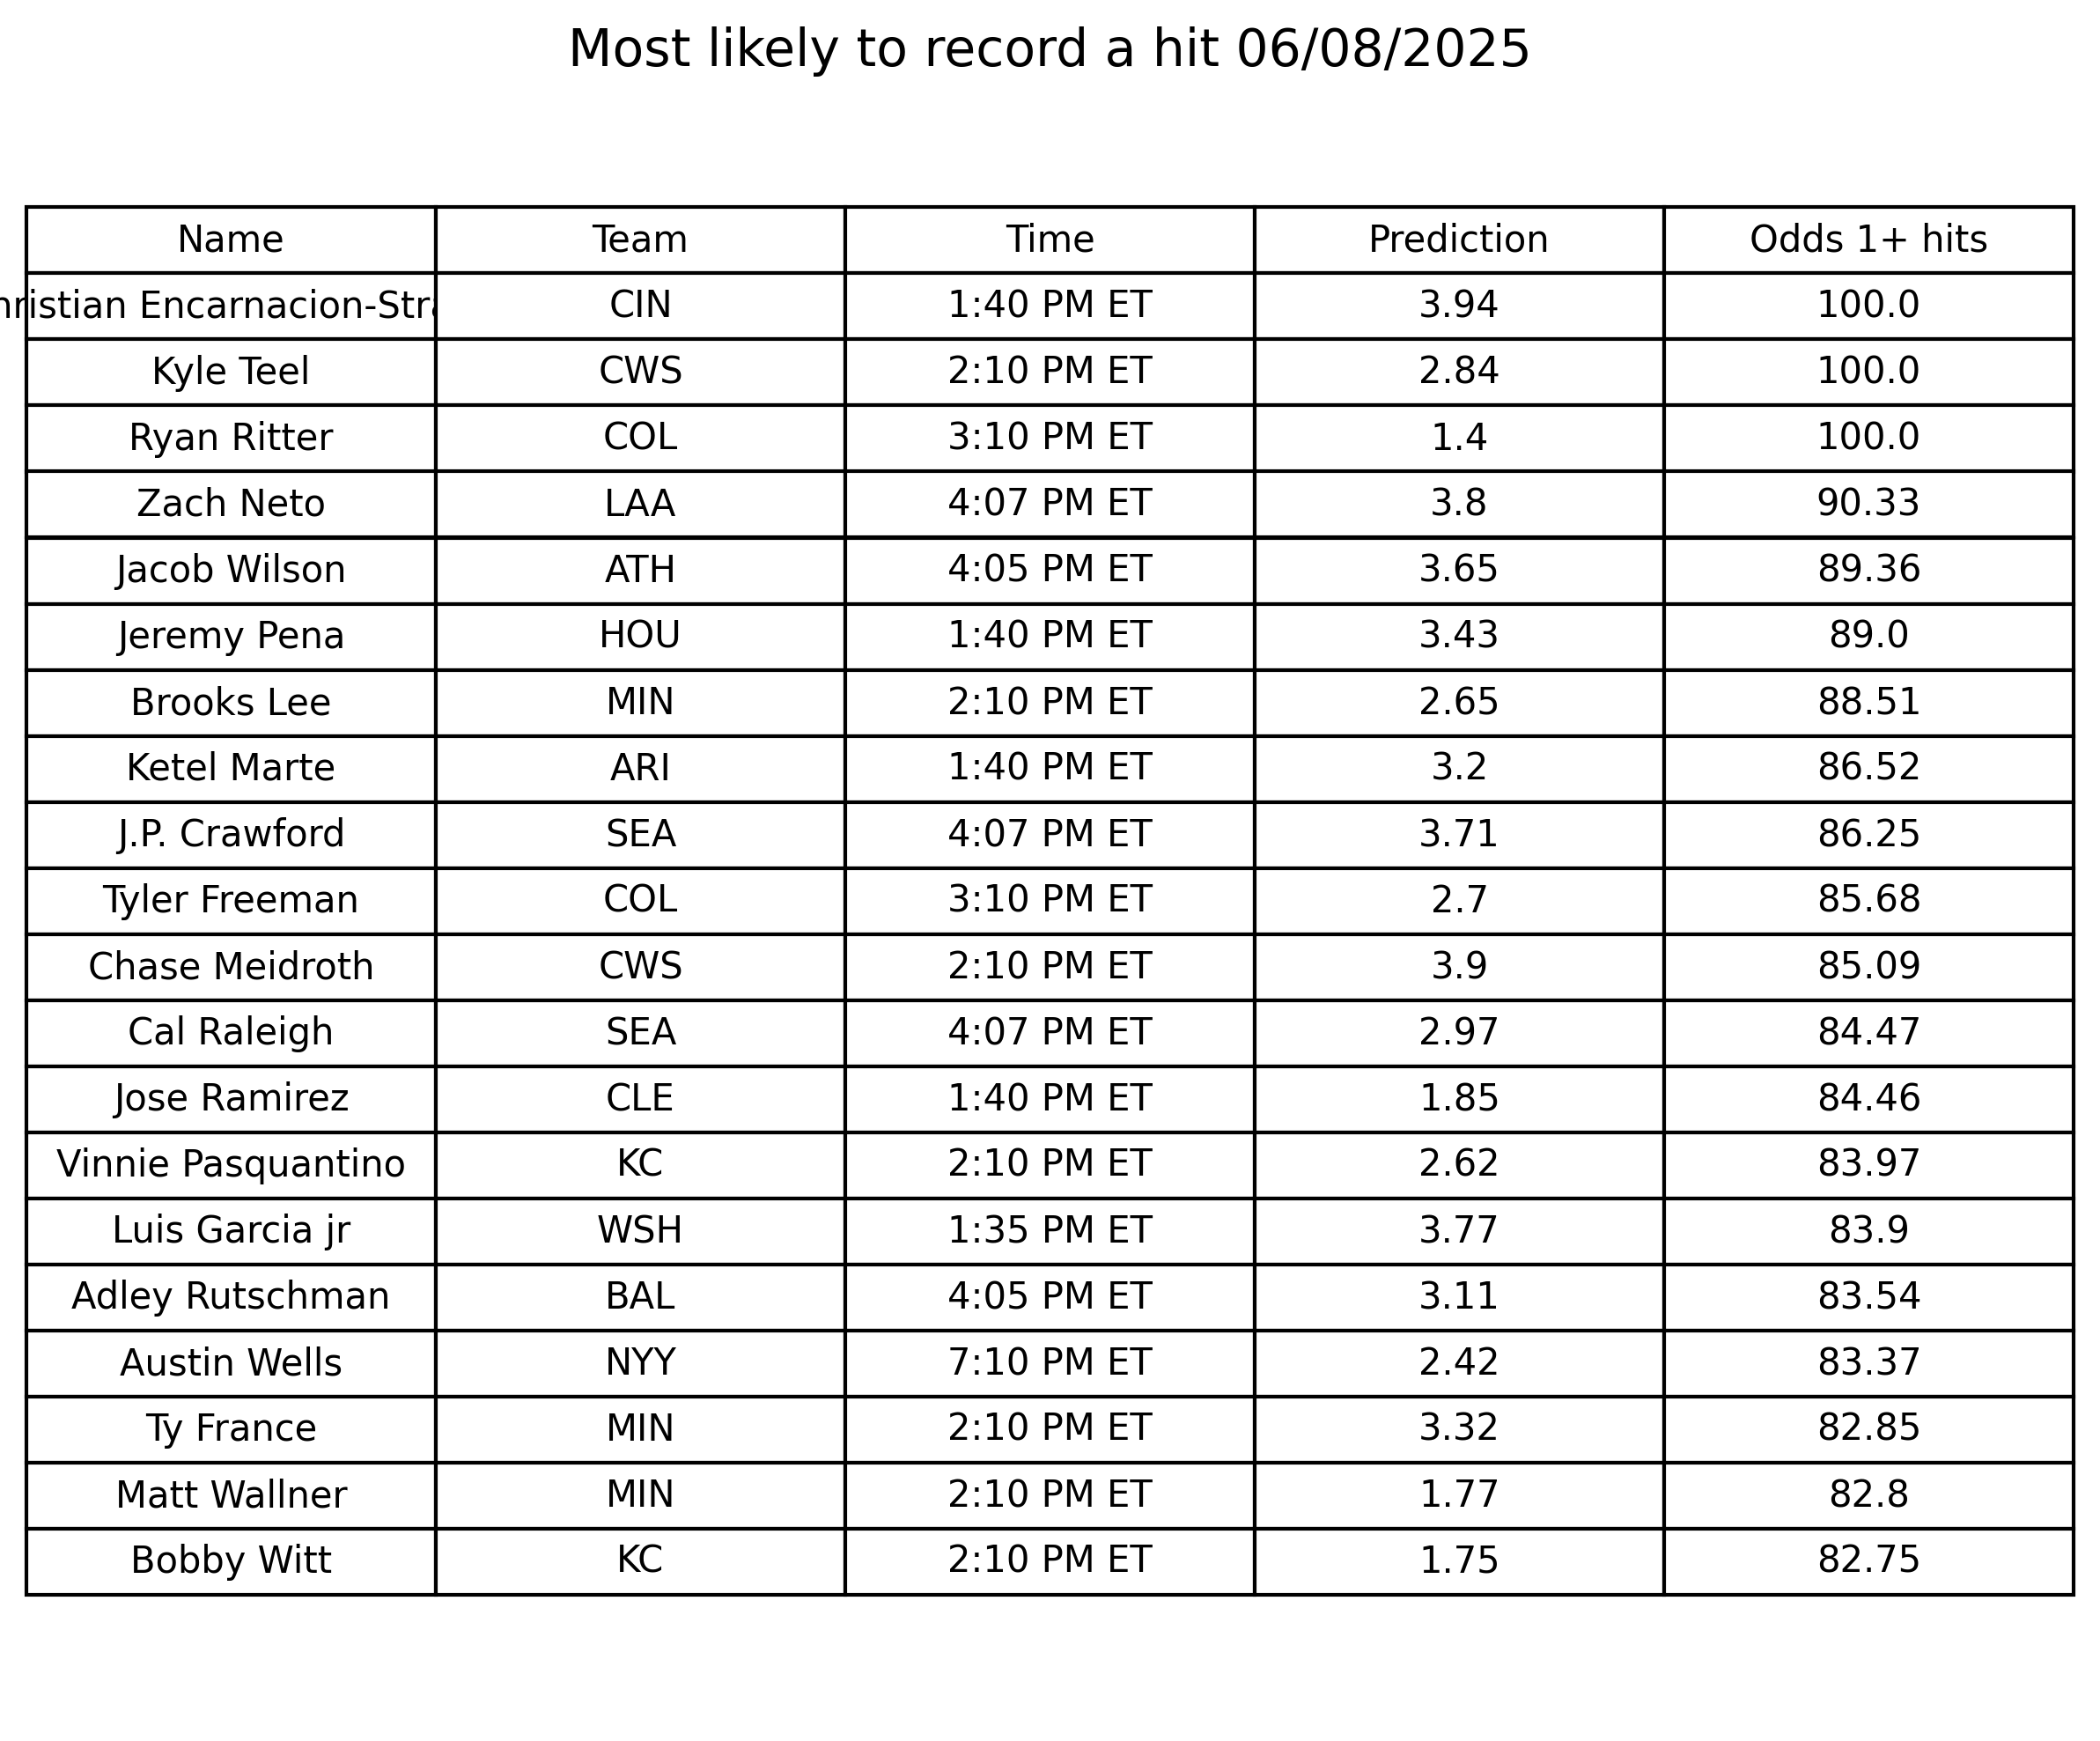 Most likely to record a hit 06/08/2025
Name Team Time Prediction Odds 1+ hits
hristian Encarnacion-Stra CIN 1:40 PM ET 3.94 100.0
Kyle Teel CWS 2:10 PM ET 2.84 100.0
Ryan Ritter COL 3:10 PM ET 1.4 100.0
Zach Neto LAA 4:07 PM ET 3.8 90.33
Jacob Wilson ATH 4:05 PM ET 3.65 89.36
Jeremy Pena HOU 1:40 PM ET 3.43 89.0
Brooks Lee MIN 2:10 PM ET 2.65 88.51
Ketel Marte ARI 1:40 PM ET 3.2 86.52
J.P. Crawford SEA 4:07 PM ET 3.71 86.25
Tyler Freeman COL 3:10 PM ET 2.7 85.68
Chase Meidroth CWS 2:10 PM ET 3.9 85.09
Cal Raleigh SEA 4:07 PM ET 2.97 84.47
Jose Ramirez CLE 1:40 PM ET 1.85 84.46
Vinnie Pasquantino KC 2:10 PM ET 2.62 83.97
Luis Garcia jr WSH 1:35 PM ET 3.77 83.9
Adley Rutschman BAL 4:05 PM ET 3.11 83.54
Austin Wells NYY 7:10 PM ET 2.42 83.37
Ty France MIN 2:10 PM ET 3.32 82.85
Matt Wallner MIN 2:10 PM ET 1.77 82.8
Bobby Witt KC 2:10 PM ET 1.75 82.75